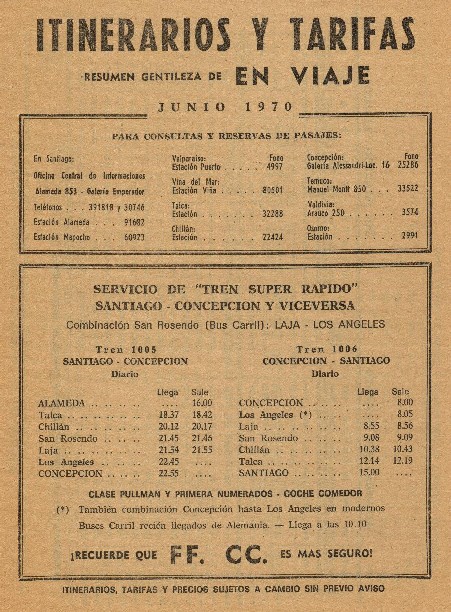 ITINERARIOS Y TARIFAS
RESUMEN GENTILEZA DE EN VIAJE
JUNIO 1970
PARA CONSULTAS Y RESERVAS DE PASAJES:
En Santiago:
Oficina Central de Informaciones
Alameda 853 - Galería Emperador
Teléfonos . 391818 y 30746
Estación Alameda . . . 91682
Estación Mapocho . . . 60923
Valparaíso: Fono
Estación Puerto . . . . . 4997
Viña del Mar:
Estación Viña . . . . . 80501
Talca:
Estación . . . . . . . 32288
Chillán:
Estación . . . . . . . 22424
Concepción: Fono
Galería Alessandri-Loc. 16 25286
Temuco:
Manuel Montt 850 . . . . 33522
Valdivia:
Arauco 250 . . . . . . 3574
Osorno:
Estación . . . . . . . 2991
SERVICIO DE "TREN SUPER RAPIDO"
SANTIAGO - CONCEPCION Y VICEVERSA
Combinación San Rosendo (Bus Carril): LAJA - LOS ANGELES
Tren 1005
SANTIAGO - CONCEPCION
Diario
Llega Sale
ALAMEDA . . . . . . . . . . . . 16.00
Talca . . . . . . . . 18.37 18.42
Chillán . . . . . . . 20.12 20.17
San Rosendo . . . . . 21.45 21.46
Laja . . . . . . . . 21.54 21.55
Los Angeles . . . . . 22.45 . . . .
CONCEPCION . . . . . 22.55 . . . .
Tren 1006
CONCEPCION - SANTIAGO
Diario
Llega Sale
CONCEPCION . . . . . . . . . 8.00
Los Angeles (*) . . . . . . . . 8.05
Laja . . . . . . . . 8.55 8.56
San Rosendo . . . . . 9.08 9.09
Chillán . . . . . . . 10.38 10.43
Talca . . . . . . . . 12.14 12.19
SANTIAGO . . . . . . 15.00 . . . .
CLASE PULLMAN Y PRIMERA NUMERADOS - COCHE COMEDOR
(*) También combinación Concepción hasta Los Angeles en modernos
Buses Carril recién llegados de Alemania. — Llega a las 10.10
¡RECUERDE QUE FF. CC. ES MAS SEGURO!
ITINERARIOS, TARIFAS Y PRECIOS SUJETOS A CAMBIO SIN PREVIO AVISO